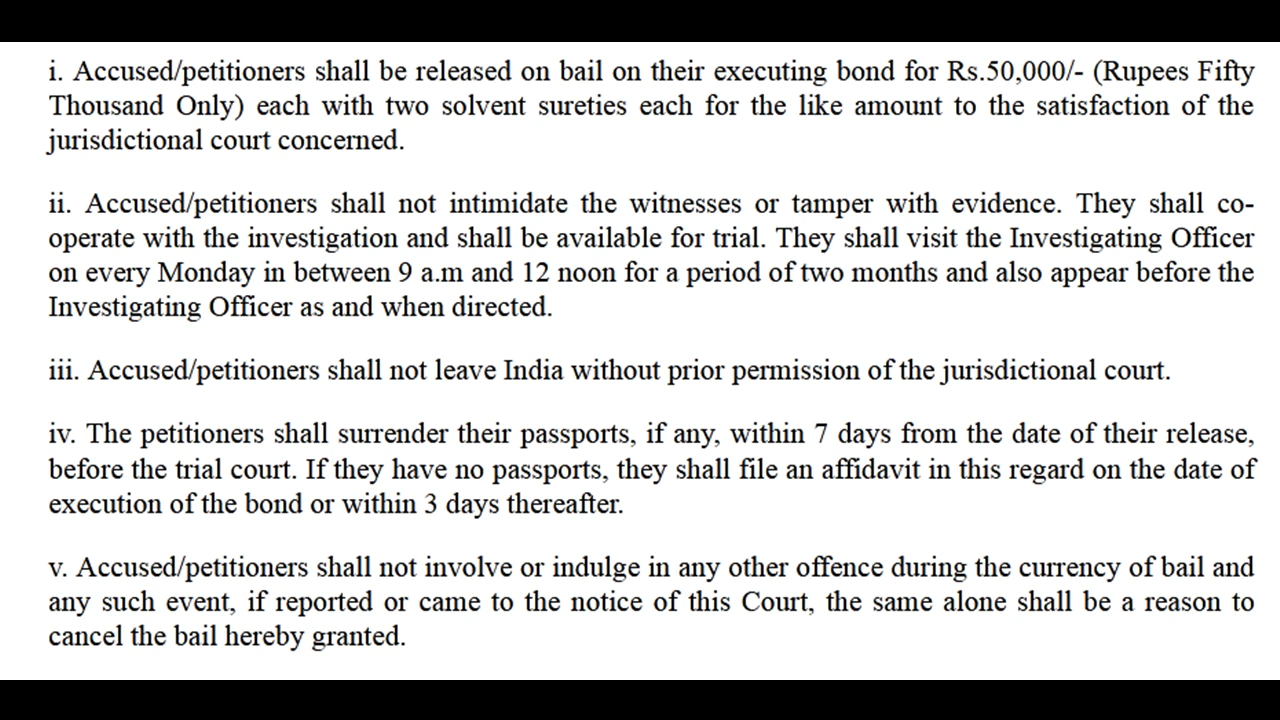 i. Accused/petitioners shall be released on bail on their executing bond for Rs.50,000/- (Rupees Fifty
Thousand Only) each with two solvent sureties each for the like amount to the satisfaction of the
jurisdictional court concerned.
ii. Accused/petitioners shall not intimidate the witnesses or tamper with evidence. They shall co-
operate with the investigation and shall be available for trial. They shall visit the Investigating Officer
on every Monday in between 9 a.m and 12 noon for a period of two months and also appear before the
Investigating Officer as and when directed.
iii. Accused/petitioners shall not leave India without prior permission of the jurisdictional court.
iv. The petitioners shall surrender their passports, if any, within 7 days from the date of their release,
before the trial court. If they have no passports, they shall file an affidavit in this regard on the date of
execution of the bond or within 3 days thereafter.
v. Accused/petitioners shall not involve or indulge in any other offence during the currency of bail and
any such event, if reported or came to the notice of this Court, the same alone shall be a reason to
cancel the bail hereby granted.